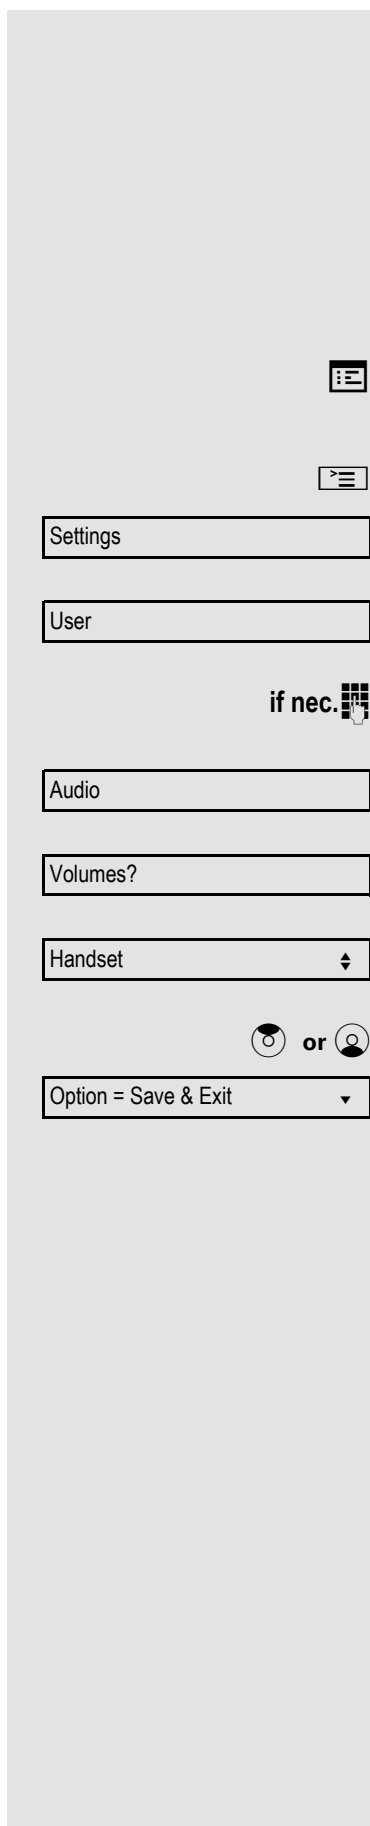 Settings
User
if nec.
Audio
Volumes?
Handset
or
Option = Save & Exit